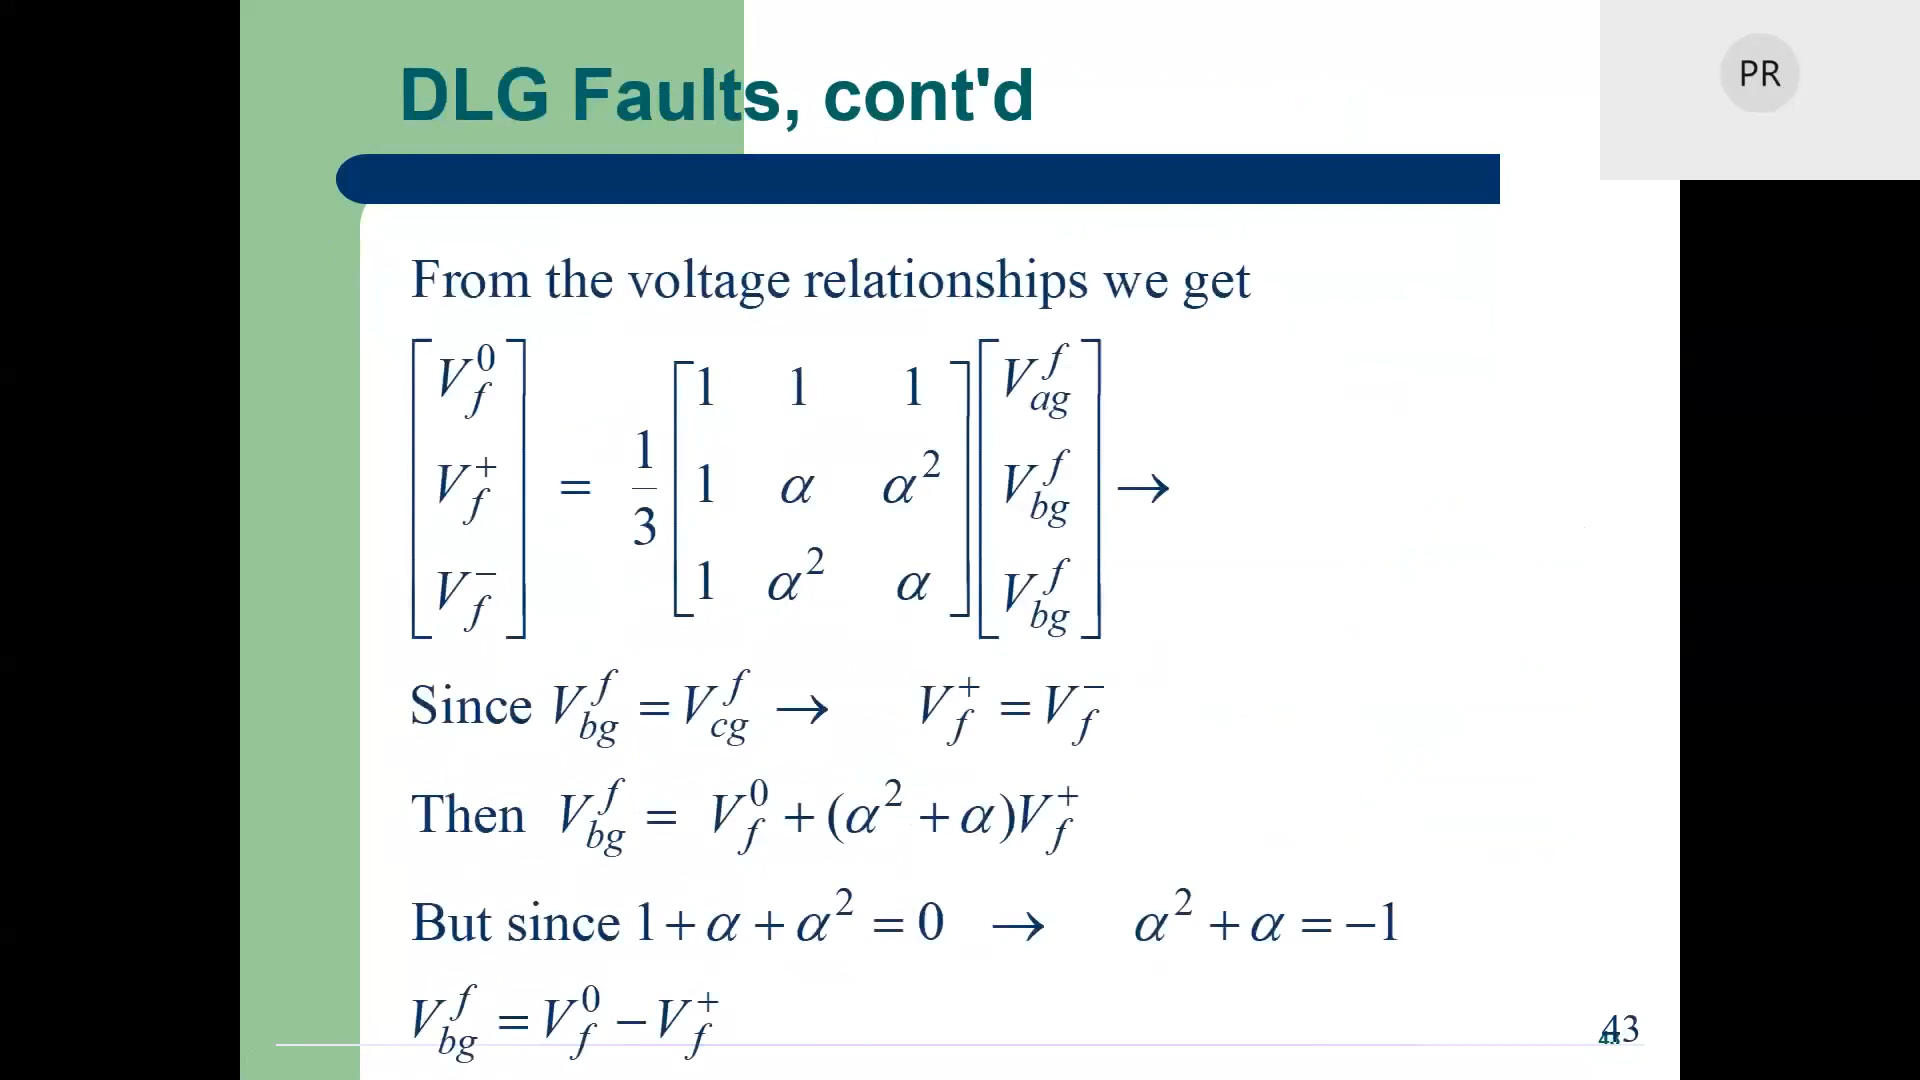 DLG Faults, cont'd
PR
From the voltage relationships we get
[V_f^0; V_f^+; V_f^-] = 1/3 [1 1 1; 1 α α^2; 1 α^2 α] [V_ag^f; V_bg^f; V_bg^f] →
Since V_bg^f = V_cg^f → V_f^+ = V_f^-
Then V_bg^f = V_f^0 + (α^2 + α)V_f^+
But since 1 + α + α^2 = 0 → α^2 + α = −1
V_bg^f = V_f^0 − V_f^+
43